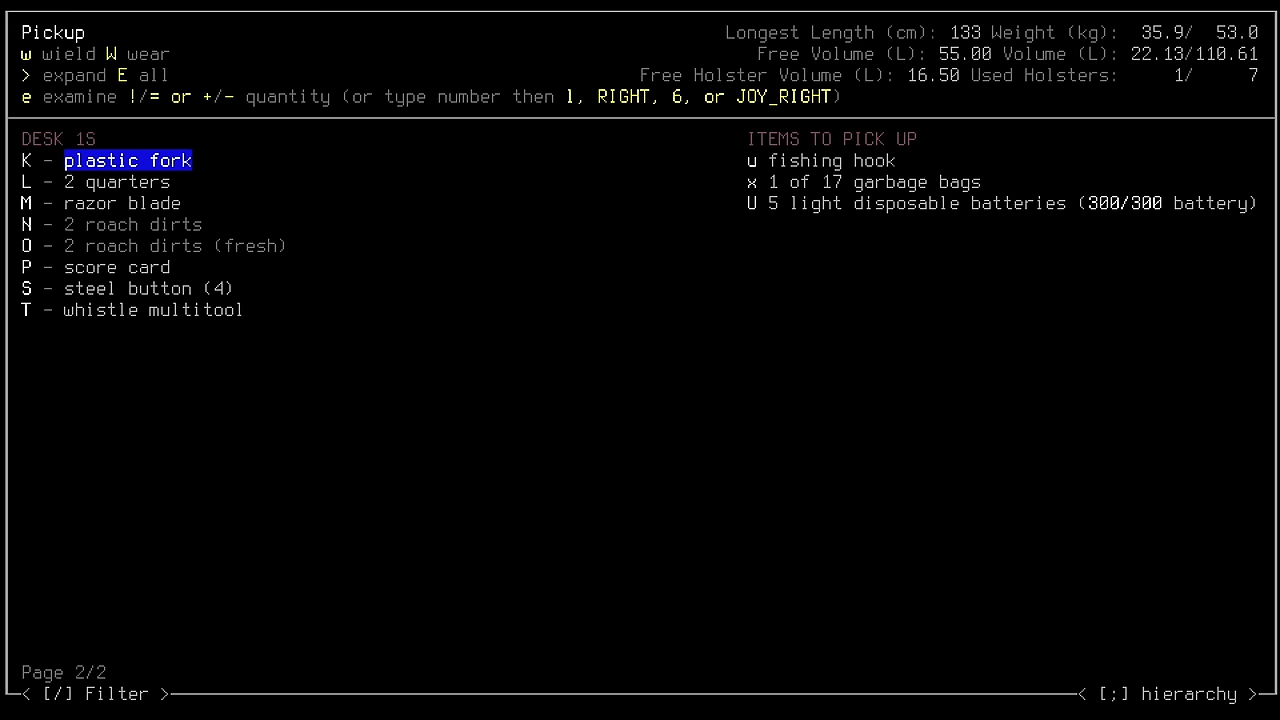 Pickup Longest Length (cm): 133 Weight (kg): 35.9/ 53.0
w wield W wear Free Volume (L): 55.00 Volume (L): 22.13/110.61
> expand E all Free Holster Volume (L): 16.50 Used Holsters: 1/ 7
e examine !/= or +/- quantity (or type number then l, RIGHT, 6, or JOY_RIGHT)
DESK 1S
K - plastic fork
L - 2 quarters
M - razor blade
N - 2 roach dirts
O - 2 roach dirts (fresh)
P - score card
S - steel button (4)
T - whistle multitool
ITEMS TO PICK UP
u fishing hook
x 1 of 17 garbage bags
U 5 light disposable batteries (300/300 battery)
Page 2/2
< [/] Filter > < [;] hierarchy >